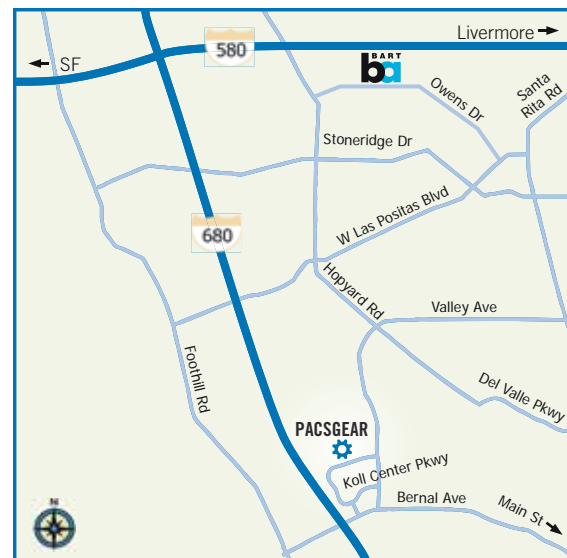 Livermore
580
SF
BART
ba
Owens Dr
Santa
Rita Rd
Stoneridge Dr
W Las Positas Blvd
680
Hopyard Rd
Valley Ave
Foothill Rd
Del Valle Pkwy
PACSGEAR
Koll Center Pkwy
Bernal Ave
Main St
N